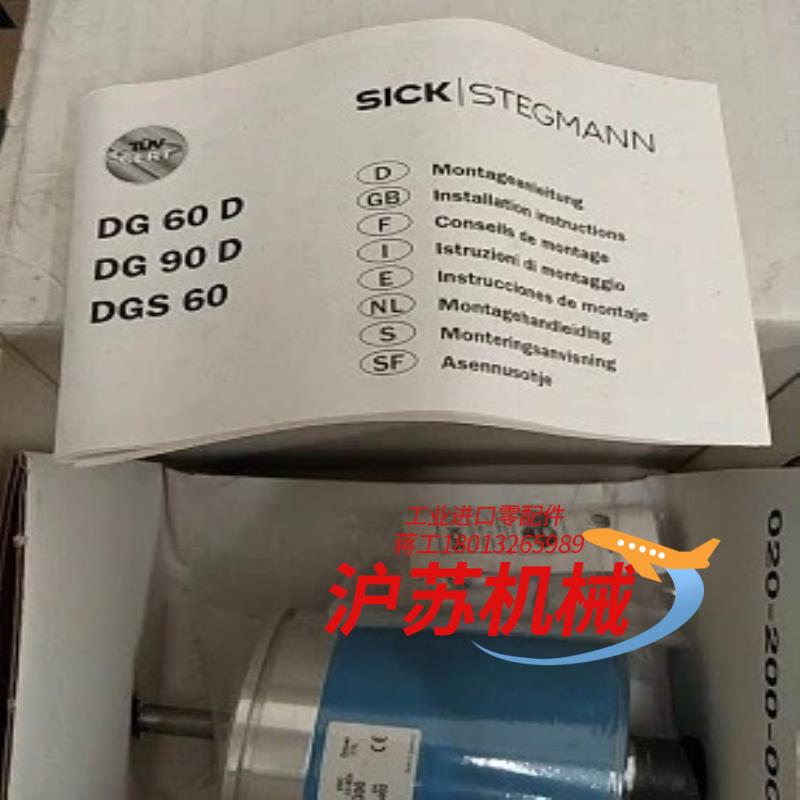 SICK|STEGMANN
TÜV
CERT
DG 60 D
DG 90 D
DGS 60
D Montageanleitung
GB Installation instructions
F Conseils de montage
I Istruzioni di montaggio
E Instrucciones de montaje
NL Montagehandleiding
S Monteringsanvisning
SF Asennusohje
工业进口零配件
蒋工18013265989
沪苏机械
020-200-00
CE